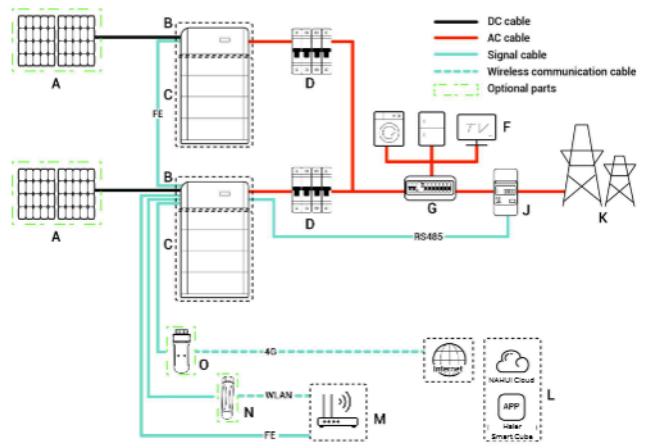 B
DC cable
AC cable
Signal cable
Wireless communication cable
Optional parts
A
C
D
FE
F
TV
B
A
C
D
G
J
K
RS485
O
4G
Internet
NAHUI Cloud
L
APP
Haier
Smart Cube
N
WLAN
M
FE